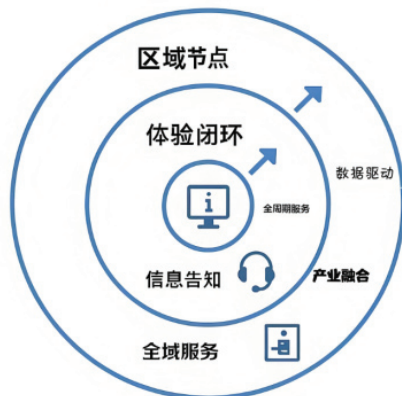 区域节点
体验闭环
数据驱动
i
全周期服务
信息告知
产业融合
全域服务